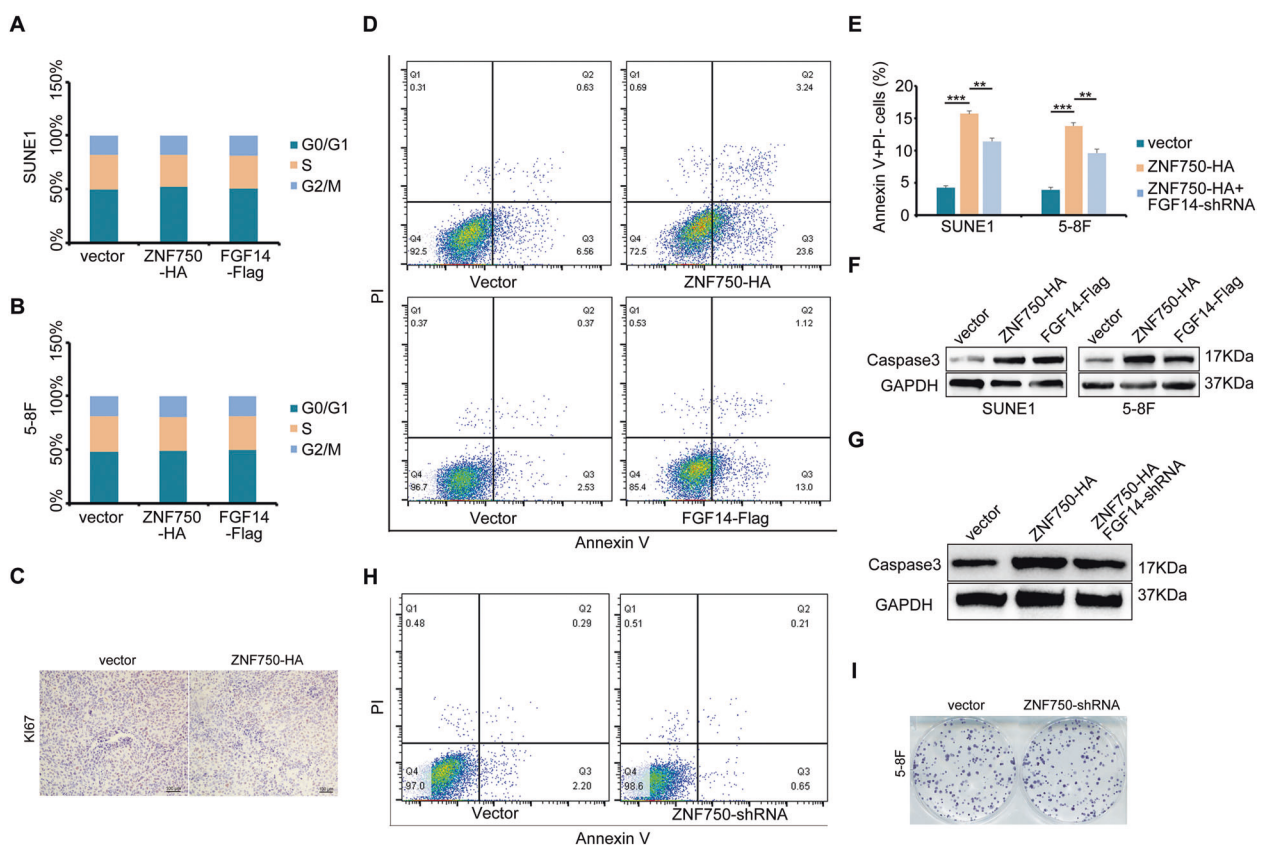 A
SUNE1
150%
100%
50%
0%
G0/G1
S
G2/M
vector
ZNF750
-HA
FGF14
-Flag
B
5-8F
150%
100%
50%
0%
G0/G1
S
G2/M
vector
ZNF750
-HA
FGF14
-Flag
C
vector
ZNF750-HA
KI67
D
PI
Q1
0.31
Q2
0.63
Q4
92.5
Q3
6.56
Vector
Q1
0.69
Q2
3.24
Q4
72.5
Q3
23.6
ZNF750-HA
Q1
0.37
Q2
0.37
Q4
96.7
Q3
2.53
Vector
Q1
0.53
Q2
1.12
Q4
85.4
Q3
13.0
FGF14-Flag
Annexin V
E
Annexin V+PI- cells (%)
20
15
10
5
0
***
**
***
**
SUNE1
5-8F
vector
ZNF750-HA
ZNF750-HA+
FGF14-shRNA
F
vector
ZNF750-HA
FGF14-Flag
vector
ZNF750-HA
FGF14-Flag
Caspase3
17KDa
GAPDH
37KDa
SUNE1
5-8F
G
vector
ZNF750-HA
ZNF750-HA
FGF14-shRNA
Caspase3
17KDa
GAPDH
37KDa
H
PI
Q1
0.48
Q2
0.29
Q4
97.0
Q3
2.20
Vector
Q1
0.51
Q2
0.21
Q4
98.6
Q3
0.65
ZNF750-shRNA
Annexin V
I
vector
ZNF750-shRNA
5-8F